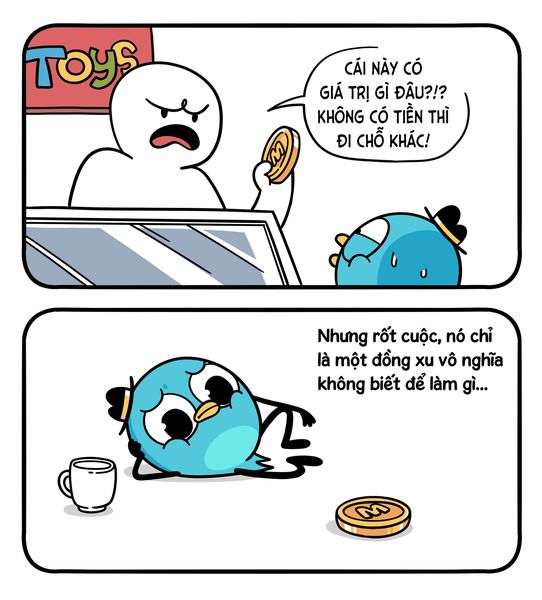 TOYS
CÁI NÀY CÓ
GIÁ TRỊ GÌ ĐÂU?!?
KHÔNG CÓ TIỀN THÌ
ĐI CHỖ KHÁC!
M
Nhưng rốt cuộc, nó chỉ
là một đồng xu vô nghĩa
không biết để làm gì...
M